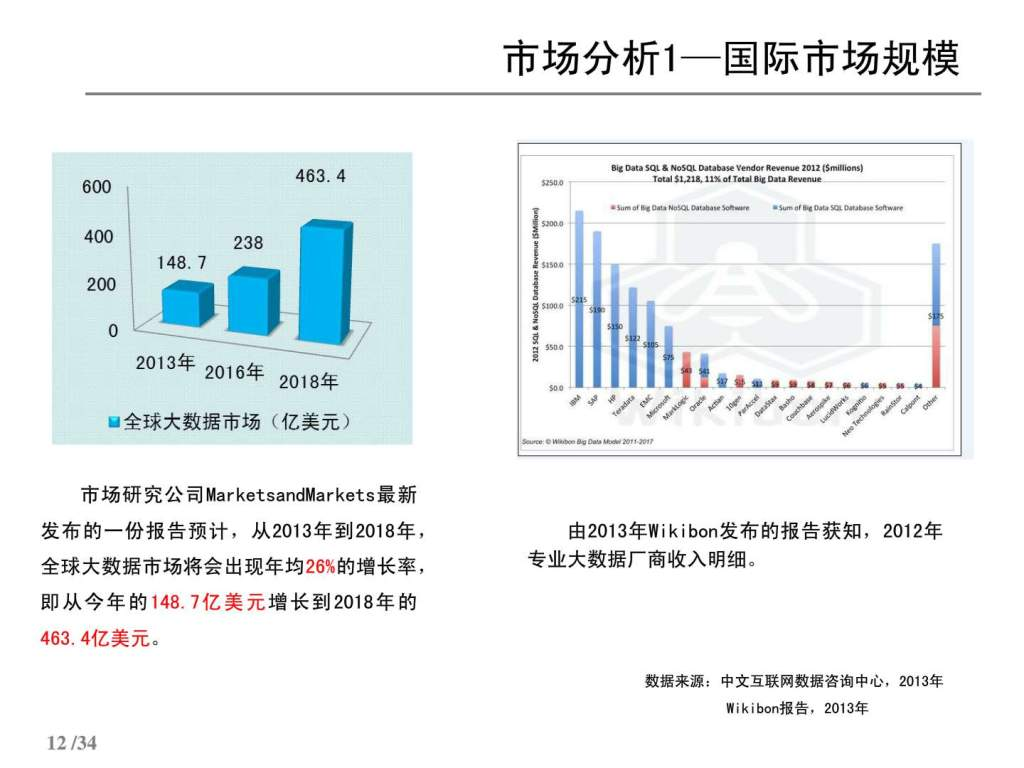 市场分析1—国际市场规模
600
400
200
0
148.7
238
463.4
2013年
2016年
2018年
全球大数据市场（亿美元）
Big Data SQL & NoSQL Database Vendor Revenue 2012 ($millions)
Total $1,218, 11% of Total Big Data Revenue
Sum of Big Data NoSQL Database Software
Sum of Big Data SQL Database Software
2012 SQL & NoSQL Database Revenue ($Million)
$250.0
$200.0
$150.0
$100.0
$50.0
$0.0
$215
$190
$150
$122
$105
$75
$43
$41
$17
$15
$11
$9
$9
$8
$7
$6
$6
$5
$5
$4
$175
IBM
SAP
HP
Teradata
EMC
Microsoft
MarkLogic
Oracle
Actian
10gen
ParAccel
DataStax
Basho
Couchbase
Aerospike
LucidWorks
Kognitio
Neo Technologies
RainStor
Calpont
Other
Source: © Wikibon Big Data Model 2011-2017
市场研究公司MarketsandMarkets最新
发布的一份报告预计，从2013年到2018年，
全球大数据市场将会出现年均26%的增长率，
即从今年的148.7亿美元增长到2018年的
463.4亿美元。
由2013年Wikibon发布的报告获知，2012年
专业大数据厂商收入明细。
数据来源：中文互联网数据咨询中心，2013年
Wikibon报告，2013年
12 /34